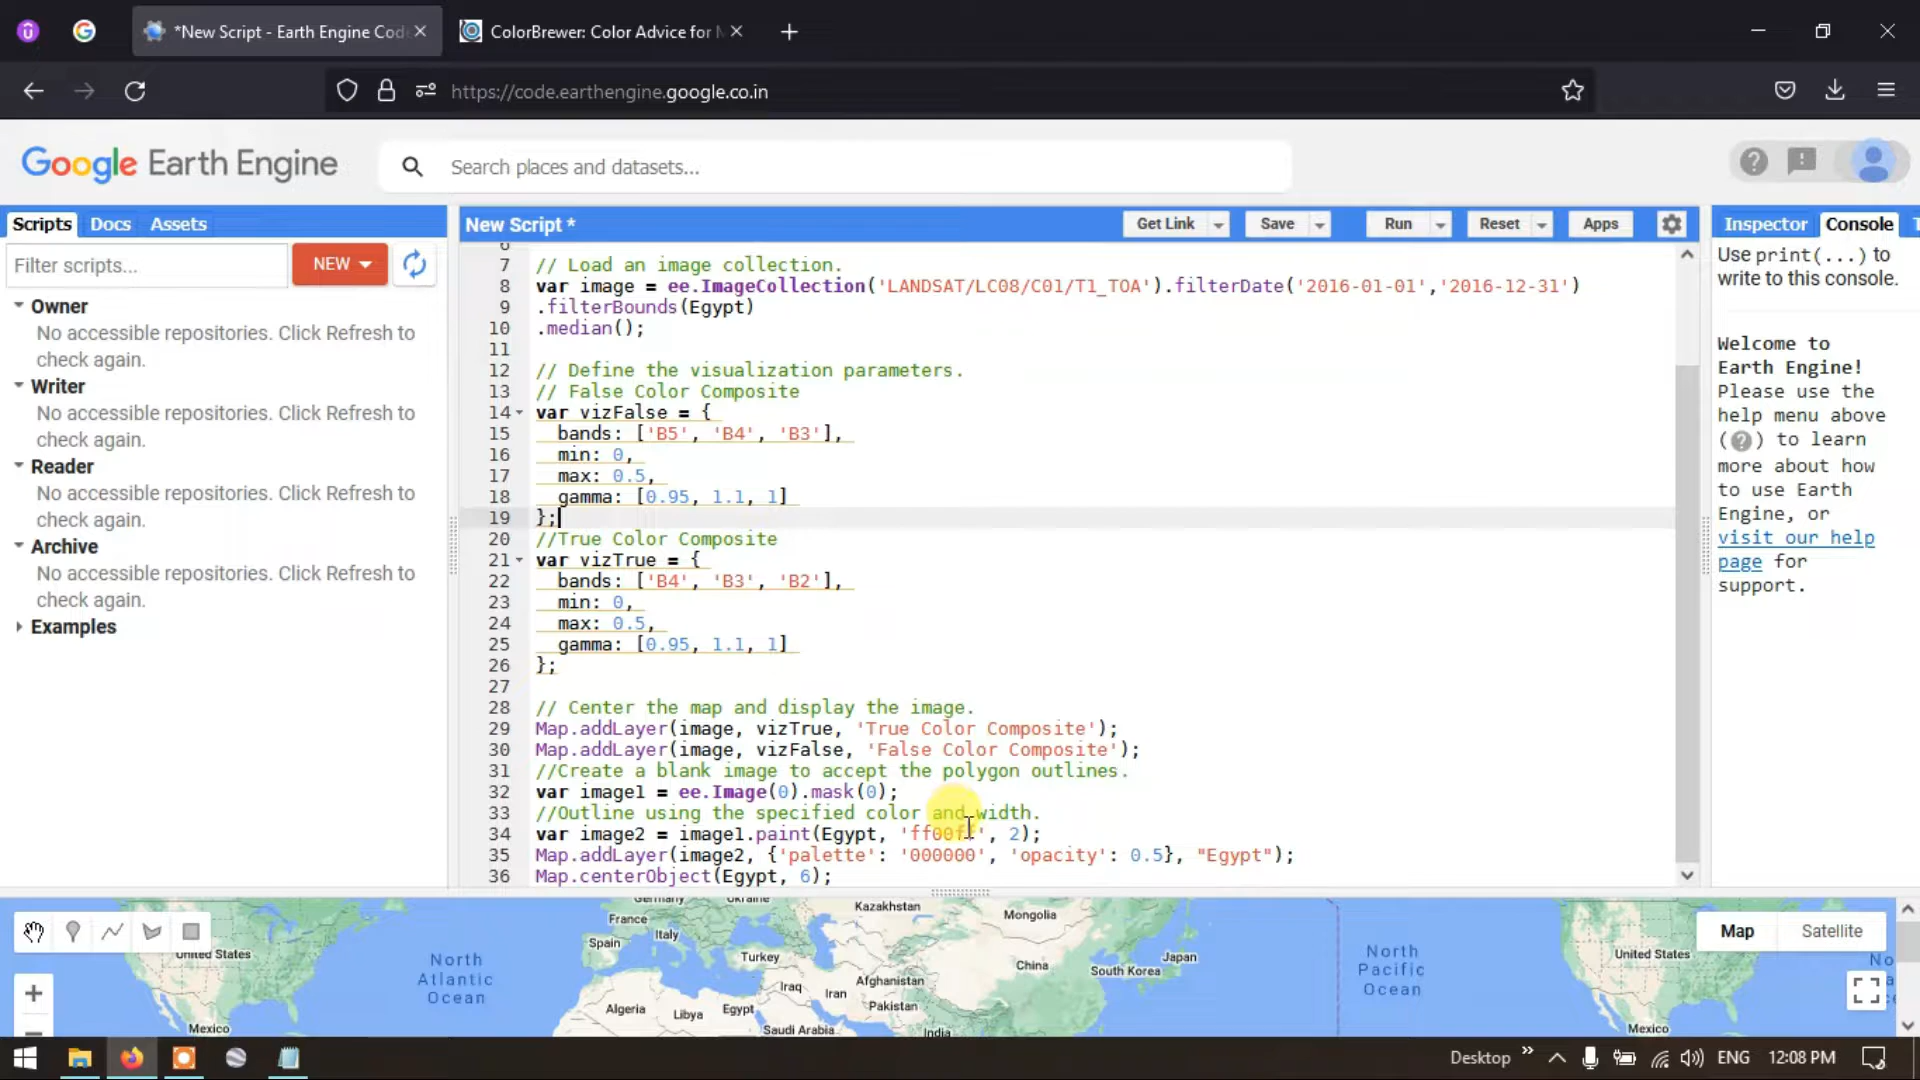 *New Script - Earth Engine Cod
ColorBrewer: Color Advice for M
https://code.earthengine.google.co.in
Google Earth Engine
Search places and datasets...
Scripts Docs Assets
Filter scripts...
NEW
Owner
No accessible repositories. Click Refresh to
check again.
Writer
No accessible repositories. Click Refresh to
check again.
Reader
No accessible repositories. Click Refresh to
check again.
Archive
No accessible repositories. Click Refresh to
check again.
Examples
New Script *
Get Link Save Run Reset Apps
6
7 // Load an image collection.
8 var image = ee.ImageCollection('LANDSAT/LC08/C01/T1_TOA').filterDate('2016-01-01','2016-12-31')
9 .filterBounds(Egypt)
10 .median();
11
12 // Define the visualization parameters.
13 // False Color Composite
14 var vizFalse = {
15 bands: ['B5', 'B4', 'B3'],
16 min: 0,
17 max: 0.5,
18 gamma: [0.95, 1.1, 1]
19 };
20 //True Color Composite
21 var vizTrue = {
22 bands: ['B4', 'B3', 'B2'],
23 min: 0,
24 max: 0.5,
25 gamma: [0.95, 1.1, 1]
26 };
27
28 // Center the map and display the image.
29 Map.addLayer(image, vizTrue, 'True Color Composite');
30 Map.addLayer(image, vizFalse, 'False Color Composite');
31 //Create a blank image to accept the polygon outlines.
32 var image1 = ee.Image(0).mask(0);
33 //Outline using the specified color and width.
34 var image2 = image1.paint(Egypt, 'ff00ff', 2);
35 Map.addLayer(image2, {'palette': '000000', 'opacity': 0.5}, "Egypt");
36 Map.centerObject(Egypt, 6);
Inspector Console T
Use print(...) to
write to this console.
Welcome to
Earth Engine!
Please use the
help menu above
(?) to learn
more about how
to use Earth
Engine, or
visit our help
page for
support.
Germany
Ukraine
Kazakhstan
Mongolia
France
Italy
Spain
Turkey
United States
North
Atlantic
Ocean
China
Japan
South Korea
Iraq
Iran
Afghanistan
Pakistan
Algeria
Libya
Egypt
Saudi Arabia
India
Mexico
North
Pacific
Ocean
United States
Mexico
No
Map Satellite
Desktop
ENG
12:08 PM